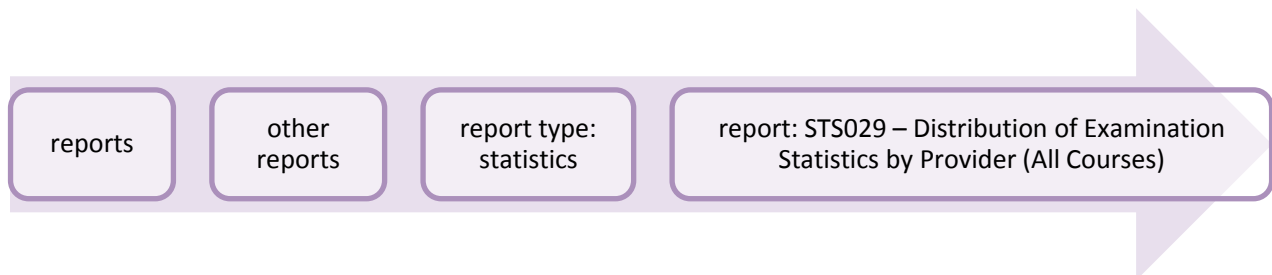 reports
other
reports
report type:
statistics
report: STS029 – Distribution of Examination
Statistics by Provider (All Courses)